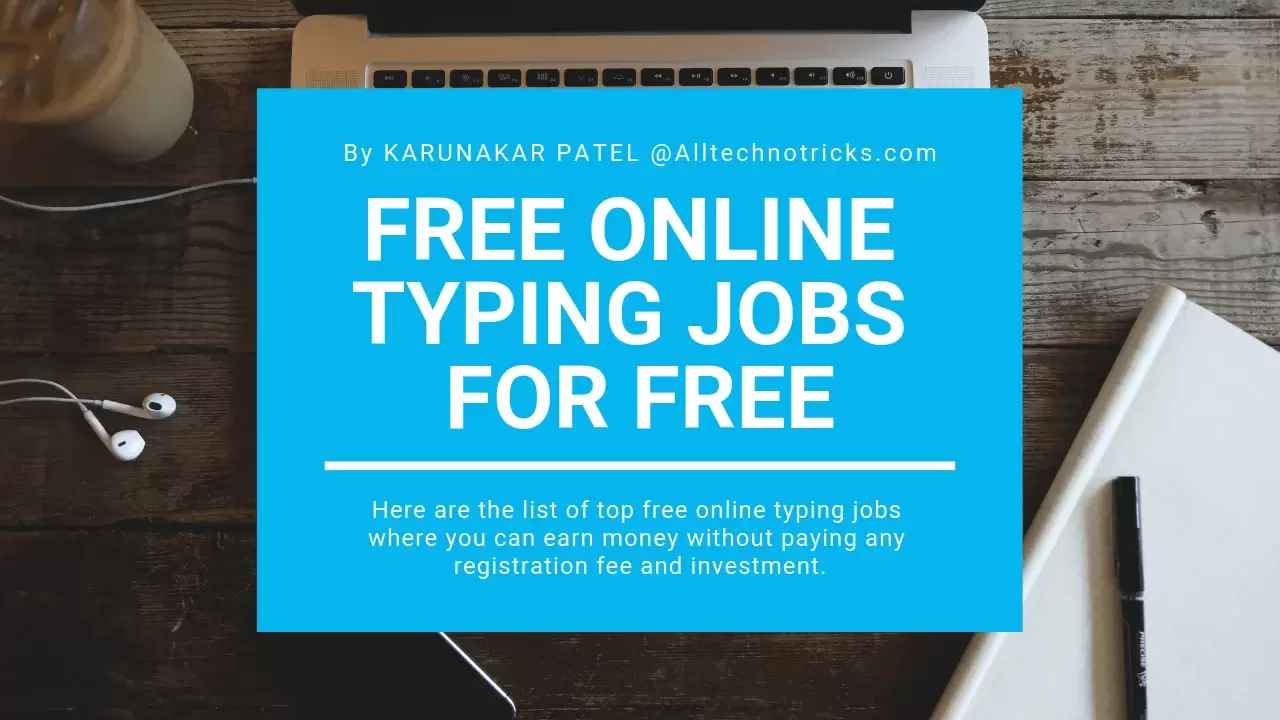 By KARUNAKAR PATEL @Alltechnotricks.com
FREE ONLINE
TYPING JOBS
FOR FREE
Here are the list of top free online typing jobs
where you can earn money without paying any
registration fee and investment.